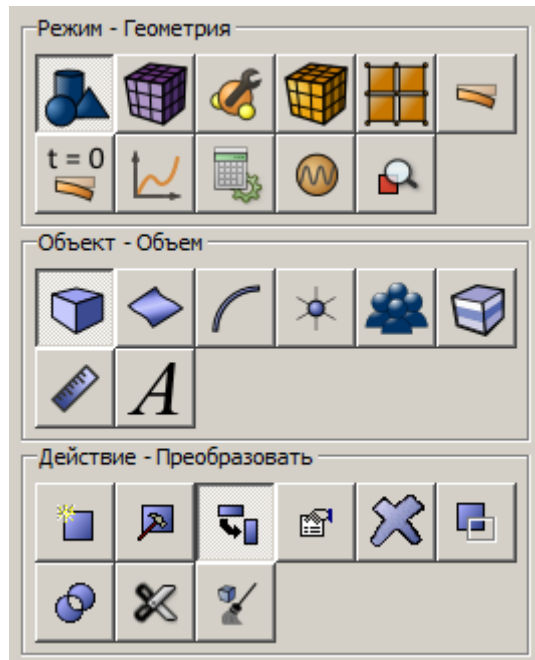 Режим - Геометрия
t = 0
Объект - Объем
A
Действие - Преобразовать